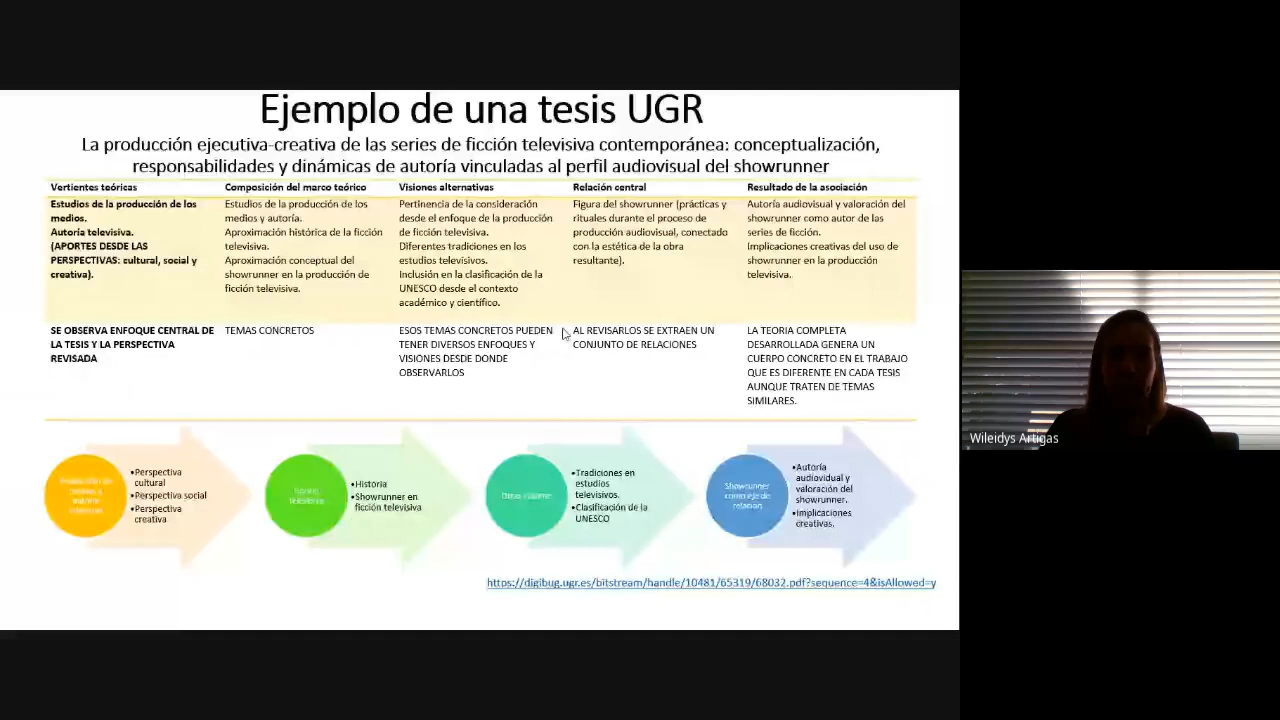 Ejemplo de una tesis UGR
La producción ejecutiva-creativa de las series de ficción televisiva contemporánea: conceptualización,
responsabilidades y dinámicas de autoría vinculadas al perfil audiovisual del showrunner
Vertientes teóricas
Estudios de la producción de los
medios.
Autoría televisiva.
(APORTES DESDE LAS
PERSPECTIVAS: cultural, social y
creativa).
Composición del marco teórico
Estudios de la producción de los
medios y autoría.
Aproximación histórica de la ficción
televisiva.
Aproximación conceptual del
showrunner en la producción de
ficción televisiva.
Visiones alternativas
Pertinencia de la consideración
desde el enfoque de la producción
de ficción televisiva.
Diferentes tradiciones en los
estudios televisivos.
Inclusión en la clasificación de la
UNESCO desde el contexto
académico y científico.
Relación central
Figura del showrunner (prácticas y
rituales durante el proceso de
producción audiovisual, conectado
con la estética de la obra
resultante).
Resultado de la asociación
Autoría audiovisual y valoración del
showrunner como autor de las
series de ficción.
Implicaciones creativas del uso de
showrunner en la producción
televisiva.
SE OBSERVA ENFOQUE CENTRAL DE
LA TESIS Y LA PERSPECTIVA
REVISADA
TEMAS CONCRETOS
ESOS TEMAS CONCRETOS PUEDEN
TENER DIVERSOS ENFOQUES Y
VISIONES DESDE DONDE
OBSERVARLOS
AL REVISARLOS SE EXTRAEN UN
CONJUNTO DE RELACIONES
LA TEORIA COMPLETA
DESARROLLADA GENERA UN
CUERPO CONCRETO EN EL TRABAJO
QUE ES DIFERENTE EN CADA TESIS
AUNQUE TRATEN DE TEMAS
SIMILARES.
•Perspectiva
cultural
•Perspectiva social
•Perspectiva
creativa
•Historia
•Showrunner en
ficción televisiva
•Tradiciones en
estudios
televisivos.
•Clasificación de la
UNESCO
Showrunner
como eje de
relación
•Autoría
audiovidual y
valoración del
showrunner.
•Implicaciones
creativas.
https://digibug.ugr.es/bitstream/handle/10481/65319/68032.pdf?sequence=4&isAllowed=y
Wileidys Artigas